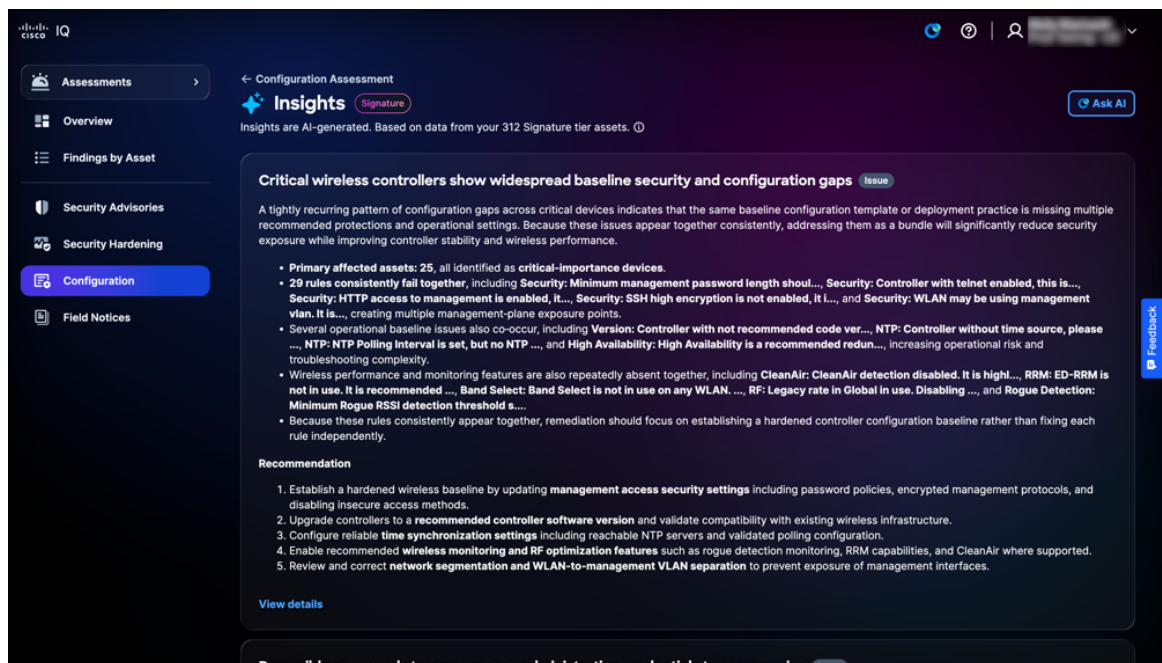 cisco IQ
Assessments
Overview
Findings by Asset
Security Advisories
Security Hardening
Configuration
Field Notices
← Configuration Assessment
Insights Signature
Ask AI
Insights are AI-generated. Based on data from your 312 Signature tier assets.
Critical wireless controllers show widespread baseline security and configuration gaps Issue
A tightly recurring pattern of configuration gaps across critical devices indicates that the same baseline configuration template or deployment practice is missing multiple
recommended protections and operational settings. Because these issues appear together consistently, addressing them as a bundle will significantly reduce security
exposure while improving controller stability and wireless performance.
• Primary affected assets: 25, all identified as critical-importance devices.
• 29 rules consistently fail together, including Security: Minimum management password length shoul..., Security: Controller with telnet enabled, this is...,
Security: HTTP access to management is enabled, it..., Security: SSH high encryption is not enabled, it i..., and Security: WLAN may be using management
vlan. It is..., creating multiple management-plane exposure points.
• Several operational baseline issues also co-occur, including Version: Controller with not recommended code ver..., NTP: Controller without time source, please
..., NTP: NTP Polling Interval is set, but no NTP ..., and High Availability: High Availability is a recommended redun..., increasing operational risk and
troubleshooting complexity.
• Wireless performance and monitoring features are also repeatedly absent together, including CleanAir: CleanAir detection disabled. It is highl..., RRM: ED-RRM is
not in use. It is recommended ..., Band Select: Band Select is not in use on any WLAN. ..., RF: Legacy rate in Global in use. Disabling ..., and Rogue Detection:
Minimum Rogue RSSI detection threshold s....
• Because these rules consistently appear together, remediation should focus on establishing a hardened controller configuration baseline rather than fixing each
rule independently.
Recommendation
1. Establish a hardened wireless baseline by updating management access security settings including password policies, encrypted management protocols, and
disabling insecure access methods.
2. Upgrade controllers to a recommended controller software version and validate compatibility with existing wireless infrastructure.
3. Configure reliable time synchronization settings including reachable NTP servers and validated polling configuration.
4. Enable recommended wireless monitoring and RF optimization features such as rogue detection monitoring, RRM capabilities, and CleanAir where supported.
5. Review and correct network segmentation and WLAN-to-management VLAN separation to prevent exposure of management interfaces.
View details
Feedback